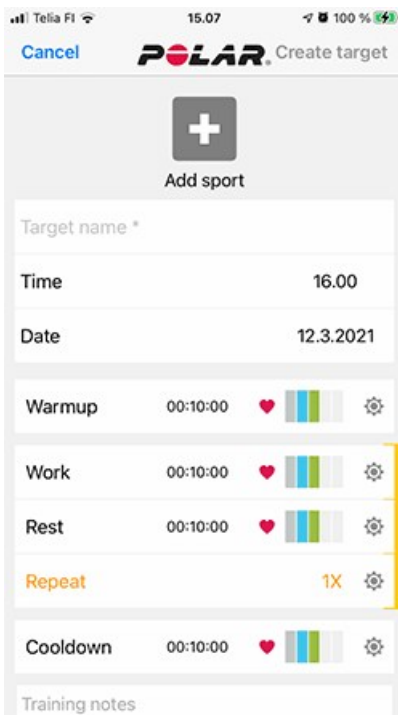 Telia FI 15.07 100 %
Cancel POLAR. Create target
Add sport
Target name *
Time 16.00
Date 12.3.2021
Warmup 00:10:00
Work 00:10:00
Rest 00:10:00
Repeat 1X
Cooldown 00:10:00
Training notes